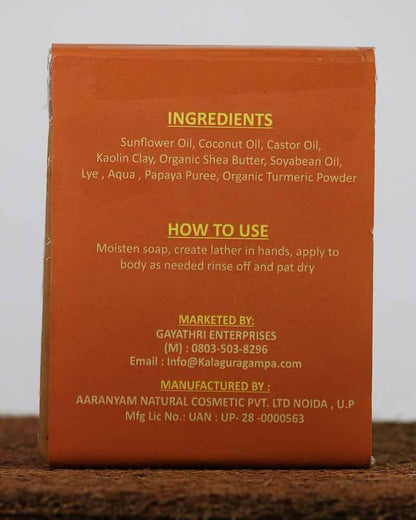 INGREDIENTS
Sunflower Oil, Coconut Oil, Castor Oil,
Kaolin Clay, Organic Shea Butter, Soyabean Oil,
Lye , Aqua , Papaya Puree, Organic Turmeric Powder
HOW TO USE
Moisten soap, create lather in hands, apply to
body as needed rinse off and pat dry
MARKETED BY:
GAYATHRI ENTERPRISES
(M) : 0803-503-8296
Email : Info@Kalaguragampa.com
MANUFACTURED BY :
AARANYAM NATURAL COSMETIC PVT. LTD NOIDA , U.P
Mfg Lic No.: UAN : UP- 28 -0000563